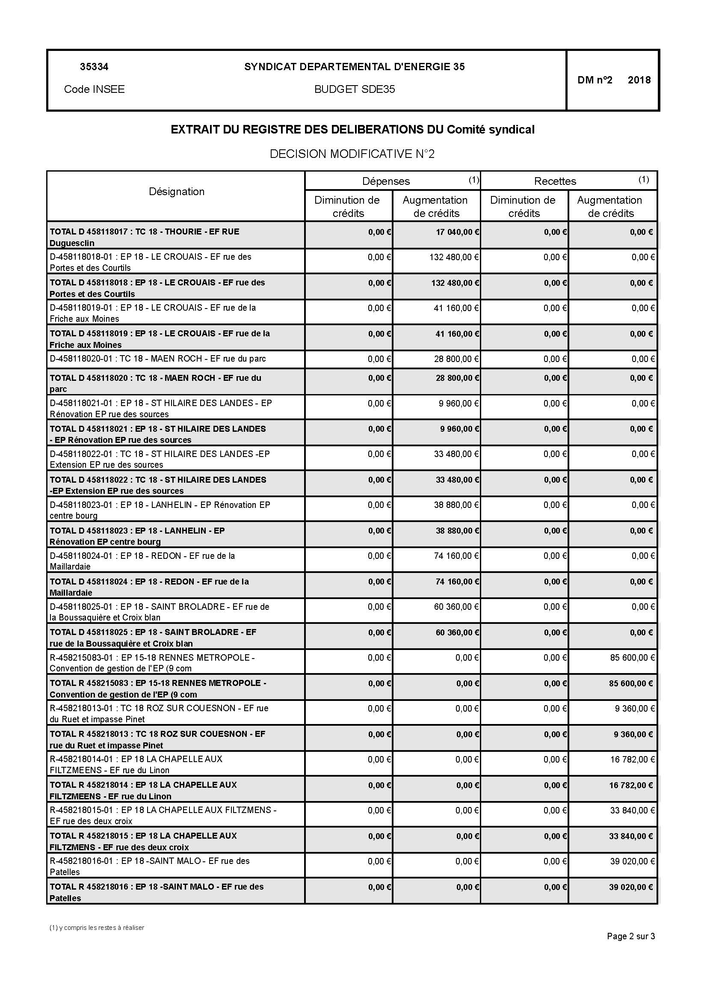 35334
SYNDICAT DEPARTEMENTAL D'ENERGIE 35
DM n°2 2018
Code INSEE
BUDGET SDE35
EXTRAIT DU REGISTRE DES DELIBERATIONS DU Comité syndical
DECISION MODIFICATIVE N°2
Désignation
Dépenses (1)
Recettes (1)
Diminution de crédits
Augmentation de crédits
Diminution de crédits
Augmentation de crédits
TOTAL D 458118017 : TC 18 - THOURIE - EF RUE 0,00 € 17 040,00 € 0,00 € 0,00 €
Duguesclin
D-458118018-01 : EP 18 - LE CROUAIS - EF rue des 0,00 € 132 480,00 € 0,00 € 0,00 €
Portes et des Courtils
TOTAL D 458118018 : EP 18 - LE CROUAIS - EF rue des 0,00 € 132 480,00 € 0,00 € 0,00 €
Portes et des Courtils
D-458118019-01 : EP 18 - LE CROUAIS - EF rue de la 0,00 € 41 160,00 € 0,00 € 0,00 €
Friche aux Moines
TOTAL D 458118019 : EP 18 - LE CROUAIS - EF rue de la 0,00 € 41 160,00 € 0,00 € 0,00 €
Friche aux Moines
D-458118020-01 : TC 18 - MAEN ROCH - EF rue du parc 0,00 € 28 800,00 € 0,00 € 0,00 €
TOTAL D 458118020 : TC 18 - MAEN ROCH - EF rue du 0,00 € 28 800,00 € 0,00 € 0,00 €
parc
D-458118021-01 : EP 18 - ST HILAIRE DES LANDES - EP 0,00 € 9 960,00 € 0,00 € 0,00 €
Rénovation EP rue des sources
TOTAL D 458118021 : EP 18 - ST HILAIRE DES LANDES 0,00 € 9 960,00 € 0,00 € 0,00 €
- EP Rénovation EP rue des sources
D-458118022-01 : TC 18 - ST HILAIRE DES LANDES -EP 0,00 € 33 480,00 € 0,00 € 0,00 €
Extension EP rue des sources
TOTAL D 458118022 : TC 18 - ST HILAIRE DES LANDES 0,00 € 33 480,00 € 0,00 € 0,00 €
-EP Extension EP rue des sources
D-458118023-01 : EP 18 - LANHELIN - EP Rénovation EP 0,00 € 38 880,00 € 0,00 € 0,00 €
centre bourg
TOTAL D 458118023 : EP 18 - LANHELIN - EP 0,00 € 38 880,00 € 0,00 € 0,00 €
Rénovation EP centre bourg
D-458118024-01 : EP 18 - REDON - EF rue de la 0,00 € 74 160,00 € 0,00 € 0,00 €
Maillardaie
TOTAL D 458118024 : EP 18 - REDON - EF rue de la 0,00 € 74 160,00 € 0,00 € 0,00 €
Maillardaie
D-458118025-01 : EP 18 - SAINT BROLADRE - EF rue de 0,00 € 60 360,00 € 0,00 € 0,00 €
la Boussaquière et Croix blan
TOTAL D 458118025 : EP 18 - SAINT BROLADRE - EF 0,00 € 60 360,00 € 0,00 € 0,00 €
rue de la Boussaquière et Croix blan
R-458215083-01 : EP 15-18 RENNES METROPOLE - 0,00 € 0,00 € 0,00 € 85 600,00 €
Convention de gestion de l'EP (9 com
TOTAL R 458215083 : EP 15-18 RENNES METROPOLE - 0,00 € 0,00 € 0,00 € 85 600,00 €
Convention de gestion de l'EP (9 com
R-458218013-01 : TC 18 ROZ SUR COUESNON - EF rue 0,00 € 0,00 € 0,00 € 9 360,00 €
du Ruet et impasse Pinet
TOTAL R 458218013 : TC 18 ROZ SUR COUESNON - EF 0,00 € 0,00 € 0,00 € 9 360,00 €
rue du Ruet et impasse Pinet
R-458218014-01 : EP 18 LA CHAPELLE AUX 0,00 € 0,00 € 0,00 € 16 782,00 €
FILTZMEENS - EF rue du Linon
TOTAL R 458218014 : EP 18 LA CHAPELLE AUX 0,00 € 0,00 € 0,00 € 16 782,00 €
FILTZMEENS - EF rue du Linon
R-458218015-01 : EP 18 LA CHAPELLE AUX FILTZMENS - 0,00 € 0,00 € 0,00 € 33 840,00 €
EF rue des deux croix
TOTAL R 458218015 : EP 18 LA CHAPELLE AUX 0,00 € 0,00 € 0,00 € 33 840,00 €
FILTZMENS - EF rue des deux croix
R-458218016-01 : EP 18 -SAINT MALO - EF rue des 0,00 € 0,00 € 0,00 € 39 020,00 €
Patelles
TOTAL R 458218016 : EP 18 -SAINT MALO - EF rue des 0,00 € 0,00 € 0,00 € 39 020,00 €
Patelles
(1) y compris les restes à réaliser
Page 2 sur 3